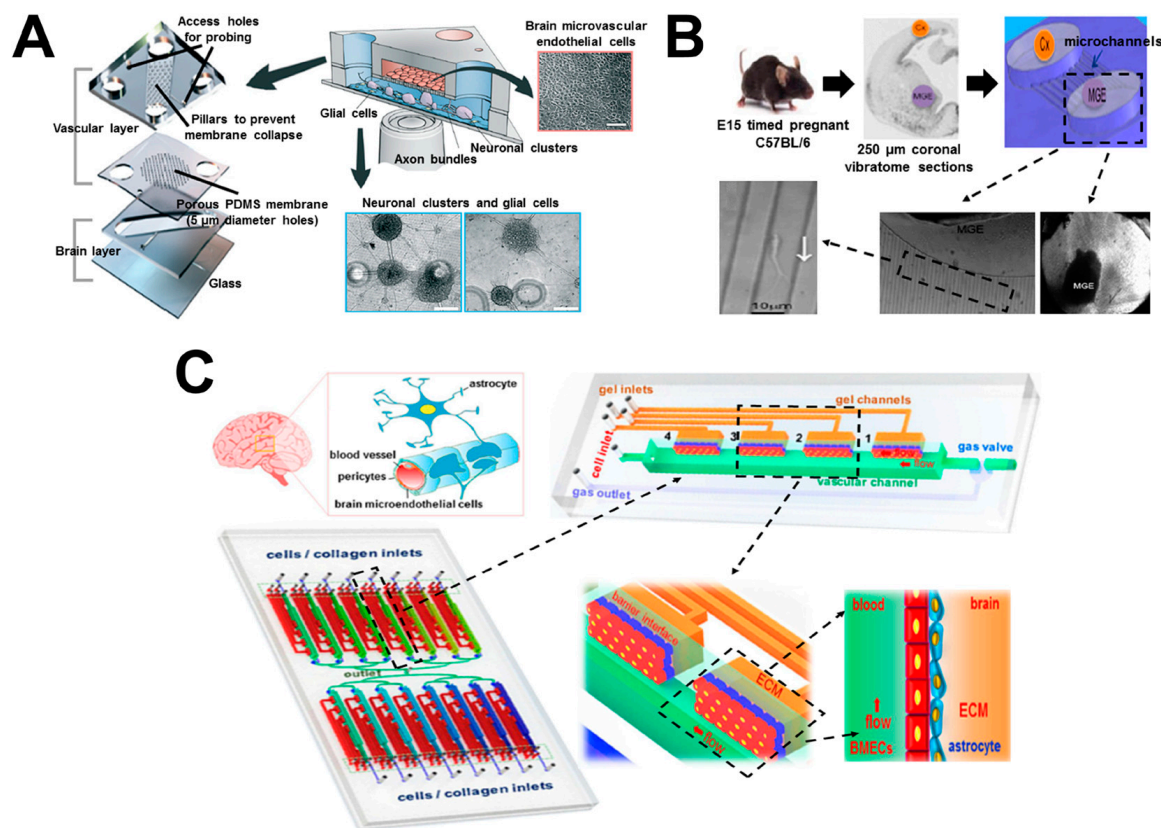 A
Access holes
for probing
Vascular layer
Pillars to prevent
membrane collapse
Porous PDMS membrane
(5 µm diameter holes)
Brain layer
Glass
Brain microvascular
endothelial cells
Glial cells
Axon bundles
Neuronal clusters
Neuronal clusters and glial cells
B
E15 timed pregnant
C57BL/6
Cx
MGE
250 µm coronal
vibratome sections
Cx
microchannels
MGE
10µm
MGE
MGE
C
astrocyte
blood vessel
pericytes
brain microendothelial cells
gel inlets
gel channels
cell inlet
4
3
2
1
gas valve
flow
flow
gas outlet
vascular channel
cells / collagen inlets
outlet
cells / collagen inlets
barrier interface
ECM
flow
blood
brain
flow
ECM
BMECs
astrocyte